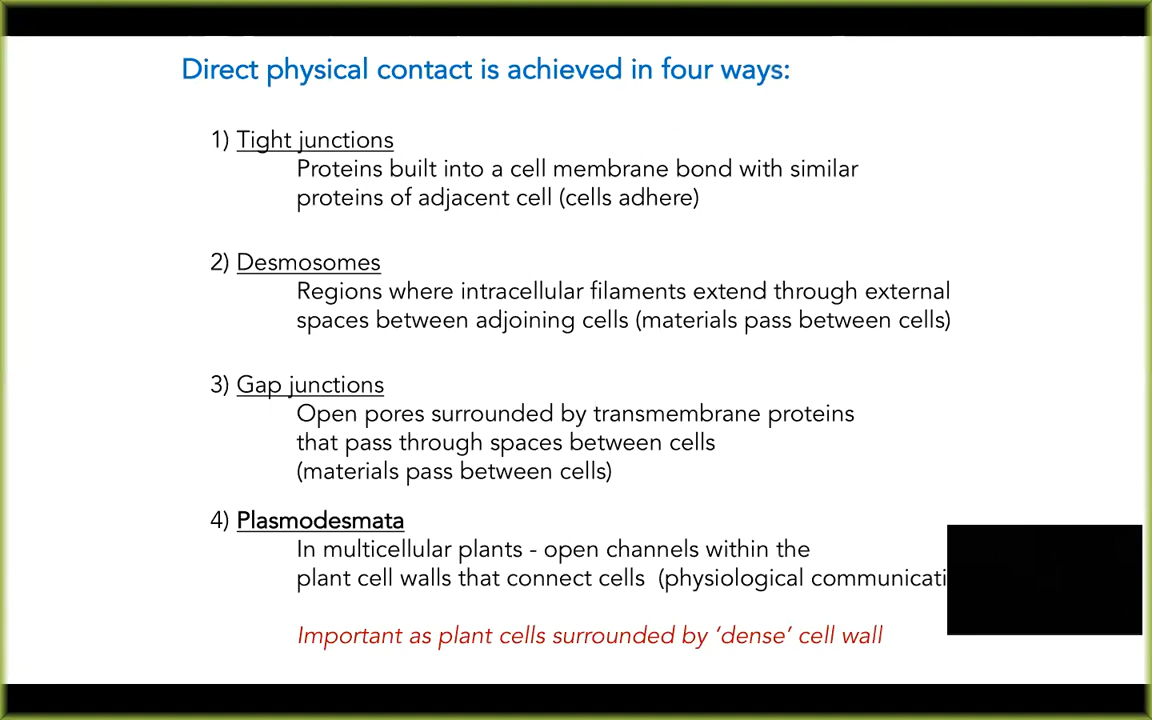 Direct physical contact is achieved in four ways:
1) Tight junctions
Proteins built into a cell membrane bond with similar
proteins of adjacent cell (cells adhere)
2) Desmosomes
Regions where intracellular filaments extend through external
spaces between adjoining cells (materials pass between cells)
3) Gap junctions
Open pores surrounded by transmembrane proteins
that pass through spaces between cells
(materials pass between cells)
4) Plasmodesmata
In multicellular plants - open channels within the
plant cell walls that connect cells (physiological
Important as plant cells surrounded by ‘dense’ cell wall